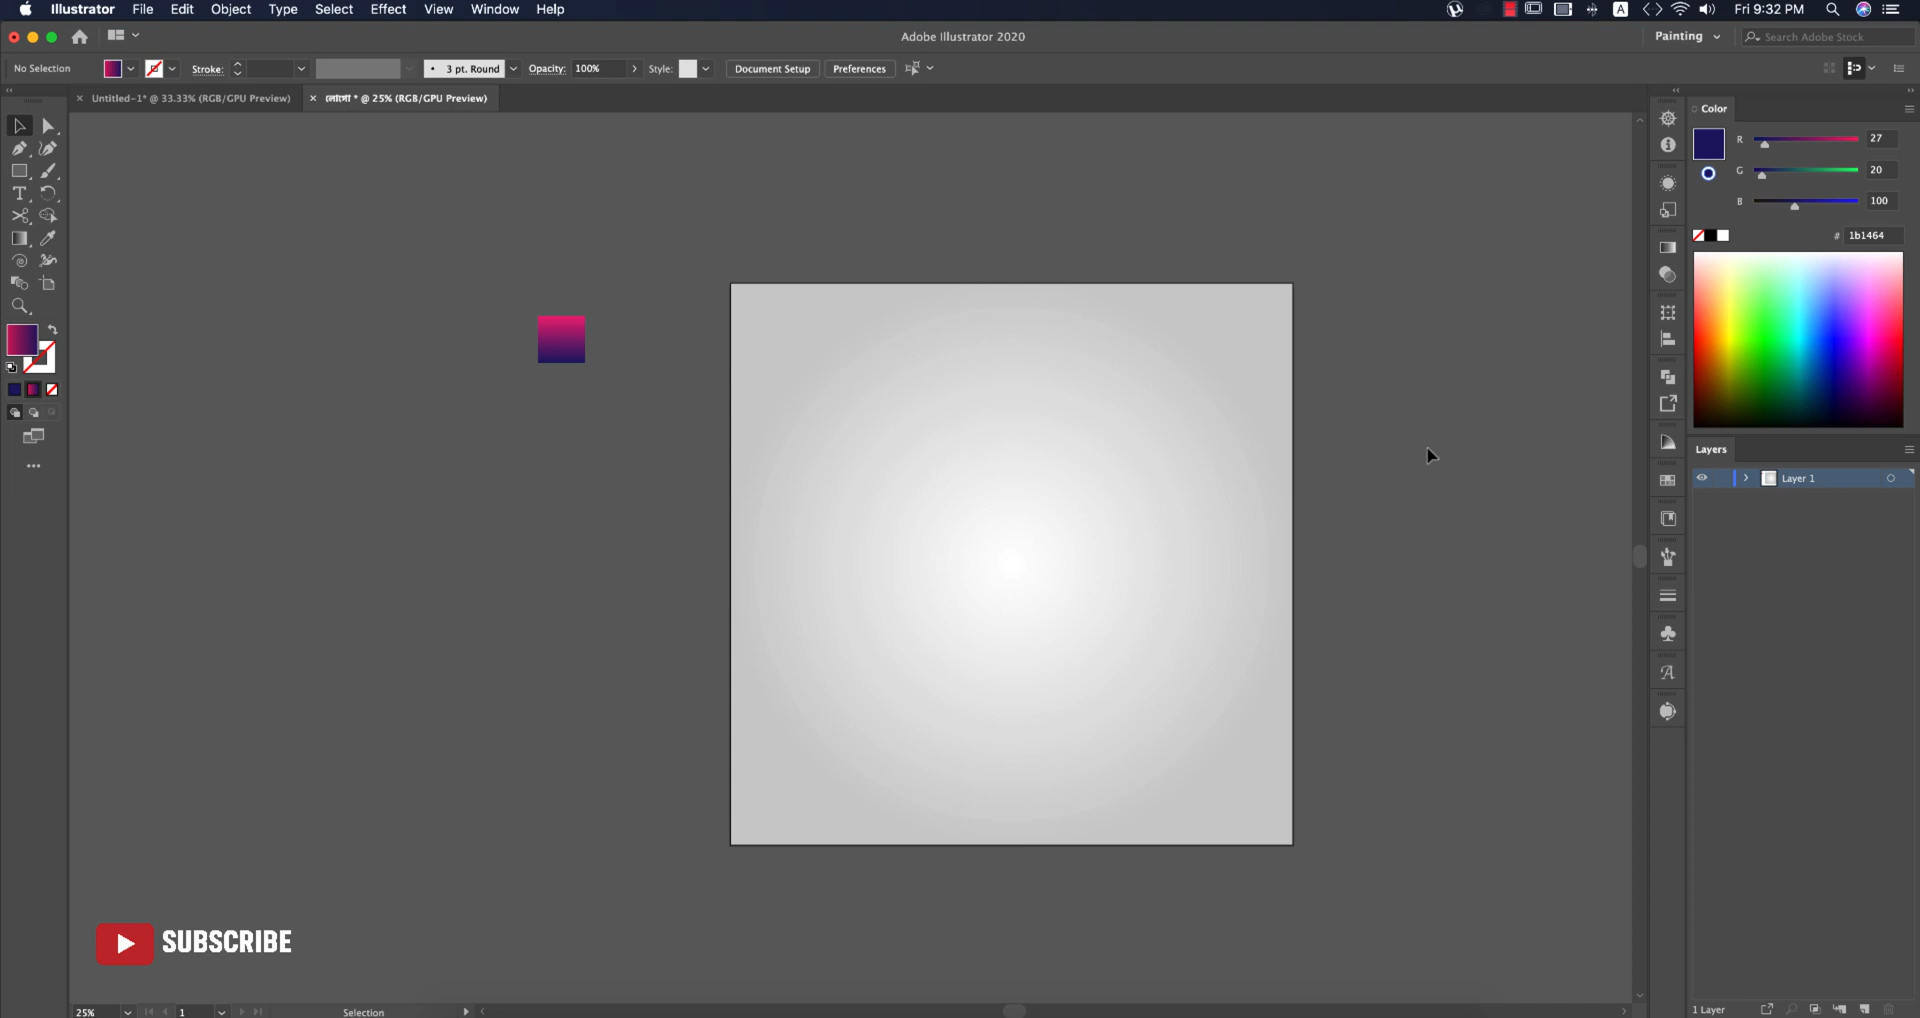 Illustrator File Edit Object Type Select Effect View Window Help
A Fri 9:32 PM
Adobe Illustrator 2020
Painting
Search Adobe Stock
No Selection Stroke: 3 pt. Round Opacity: 100% Style: Document Setup Preferences
Untitled-1* @ 33.33% (RGB/GPU Preview)
লোগো * @ 25% (RGB/GPU Preview)
Color
R 27
G 20
B 100
# 1b1464
Layers
Layer 1
SUBSCRIBE
25% 1 Selection
1 Layer